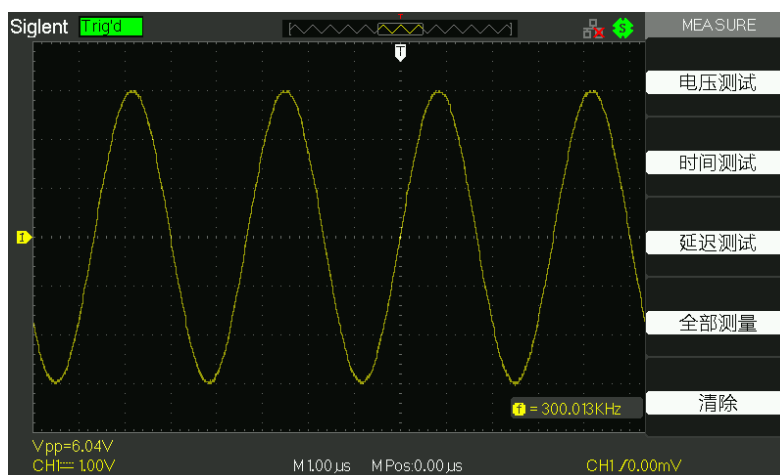 Siglent Trig'd T S MEASURE
T
电压测试
时间测试
1
延迟测试
全部测量
f = 300.013KHz
清除
Vpp=6.04V
CH1 1.00V M 1.00µs M Pos:0.00µs CH1 /0.00mV